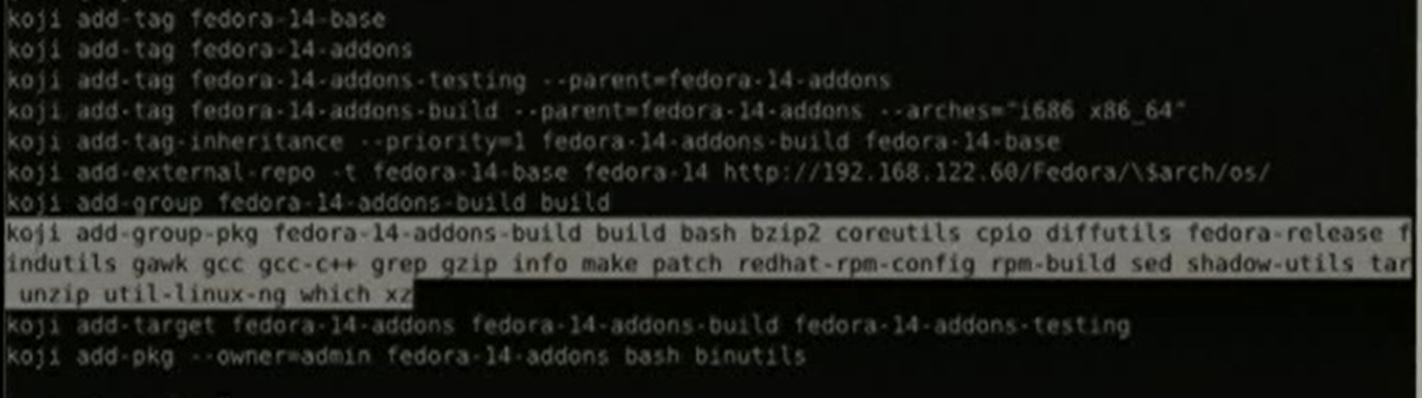 koji add-tag fedora-14-base
koji add-tag fedora-14-addons
koji add-tag fedora-14-addons-testing --parent=fedora-14-addons
koji add-tag fedora-14-addons-build --parent=fedora-14-addons --arches="i686 x86_64"
koji add-tag-inheritance --priority=1 fedora-14-addons-build fedora-14-base
koji add-external-repo -t fedora-14-base fedora-14 http://192.168.122.60/Fedora/\$arch/os/
koji add-group fedora-14-addons-build build
koji add-group-pkg fedora-14-addons-build build bash bzip2 coreutils cpio diffutils fedora-release f
indutils gawk gcc gcc-c++ grep gzip info make patch redhat-rpm-config rpm-build sed shadow-utils tar
 unzip util-linux-ng which xz
koji add-target fedora-14-addons fedora-14-addons-build fedora-14-addons-testing
koji add-pkg --owner=admin fedora-14-addons bash binutils